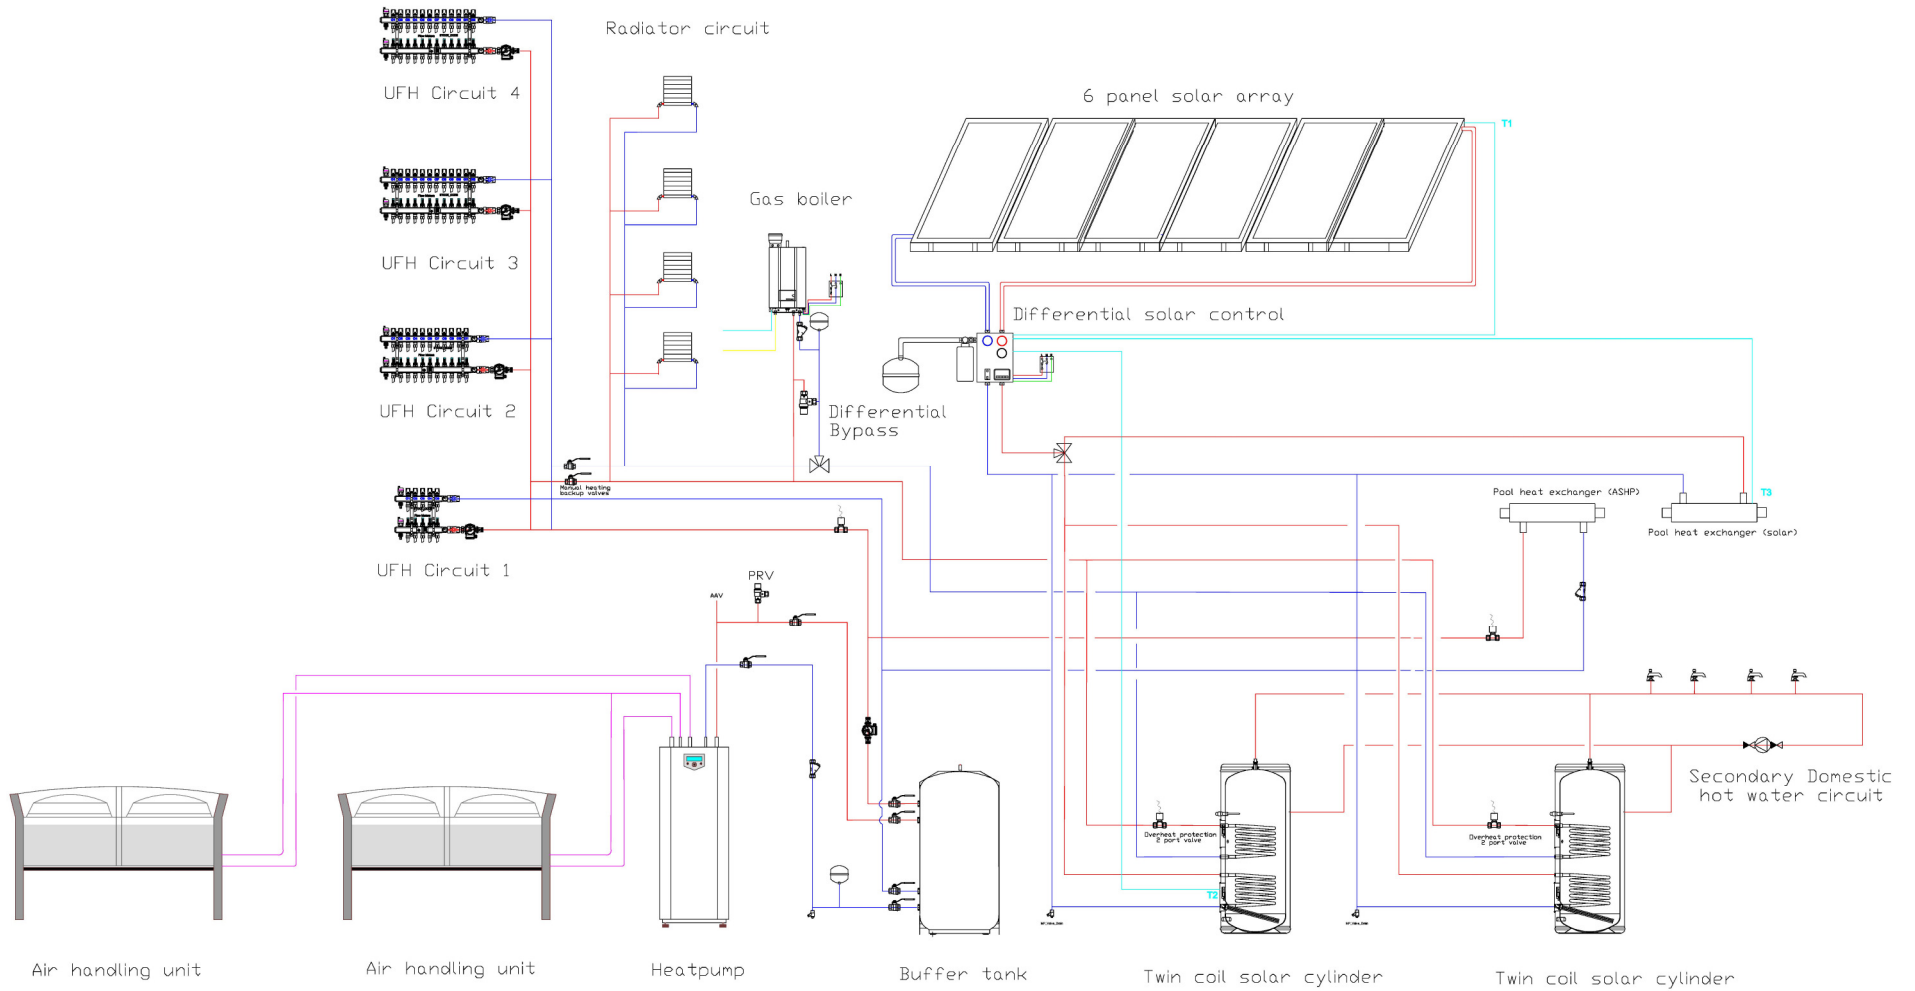 Radiator circuit
UFH Circuit 4
6 panel solar array
T1
Gas boiler
UFH Circuit 3
Differential solar control
UFH Circuit 2
Differential
Bypass
Manual heating
backup valves
Pool heat exchanger (ASHP)
T3
Pool heat exchanger (solar)
UFH Circuit 1
PRV
AAV
Secondary Domestic
hot water circuit
Overheat protection
2 port valve
Overheat protection
2 port valve
T2
Air handling unit
Air handling unit
Heatpump
Buffer tank
Twin coil solar cylinder
Twin coil solar cylinder